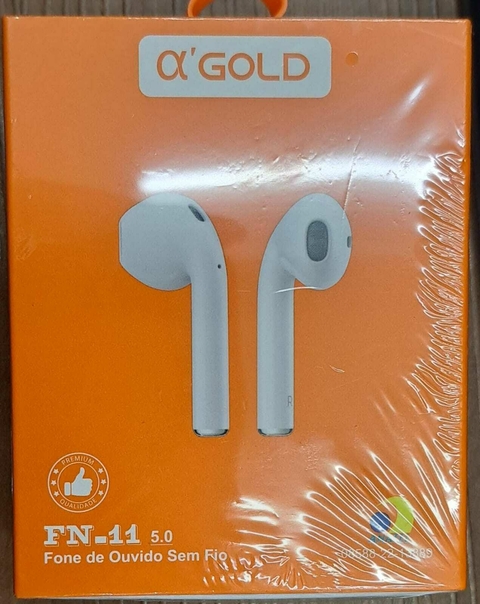 α'GOLD
R
PREMIUM
QUALIDADE
FN-11 5.0
Fone de Ouvido Sem Fio